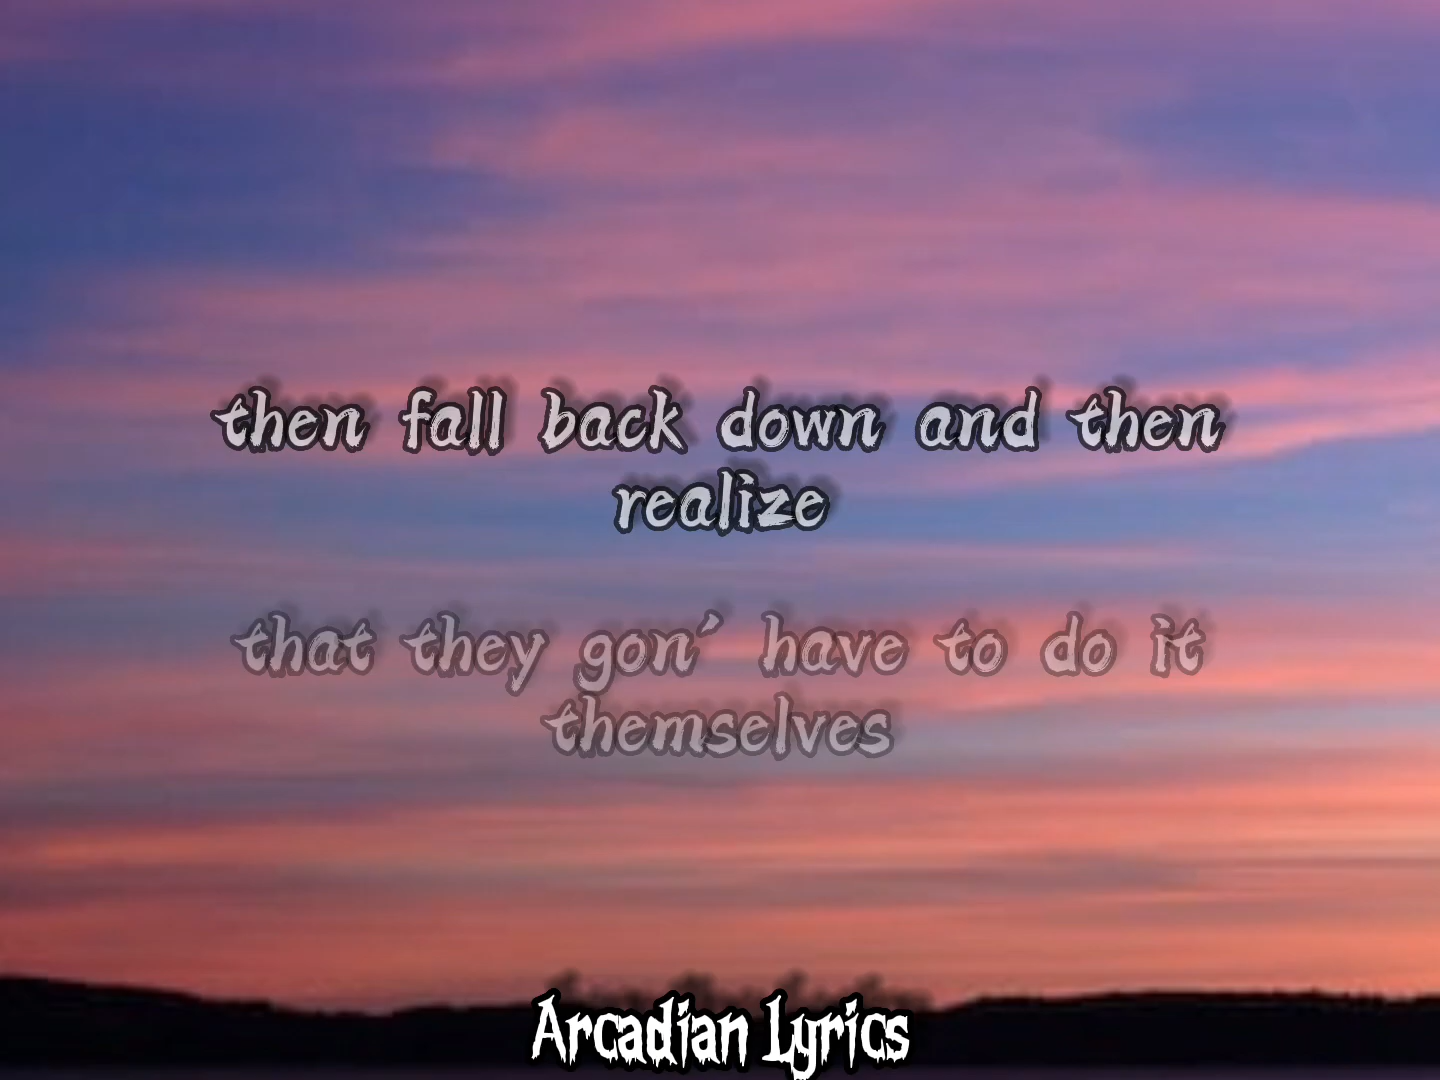 then fall back down and then
realize
that they gon' have to do it
themselves
Arcadian Lyrics